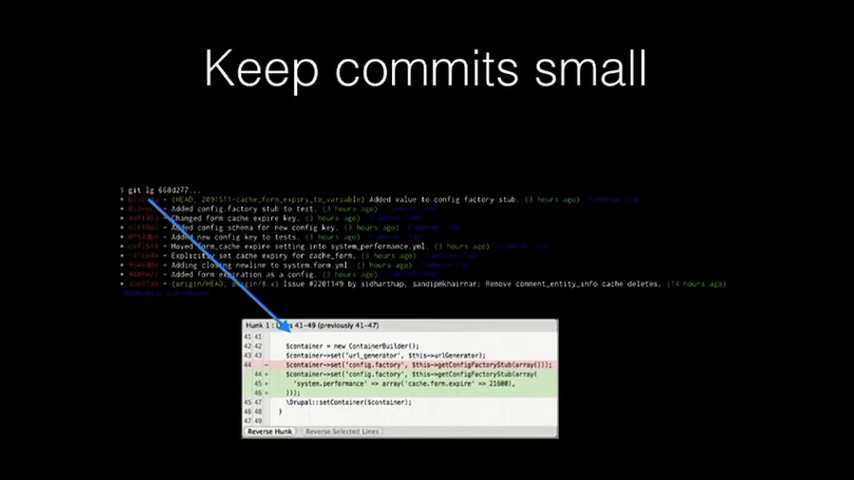 Keep commits small
$ git lg 668d277...
* - (HEAD, 2091511-cache_form_expiry_to_variable) Added value to config factory stub. (3 hours ago)
* - Added config factory stub to test. (3 hours ago)
* - Changed form cache expire key. (3 hours ago)
* - Added config schema for new config key. (3 hours ago)
* - Added new config key to tests. (3 hours ago)
* - Moved form_cache expire setting into system_performance.yml. (3 hours ago)
* - Explicitly set cache expiry for cache_form. (3 hours ago)
* - Adding closing newline to system.form.yml. (3 hours ago)
* - Added form expiration as a config. (3 hours ago)
* - (origin/HEAD, origin/8.x) Issue #2201149 by sidharthap, sandipmkhairnar: Remove comment_entity_info cache deletes. (14 hours ago)
Hunk 1 : Lines 41-49 (previously 41-47)
41 41
42 42 $container = new ContainerBuilder();
43 43 $container->set('url_generator', $this->urlGenerator);
44 - $container->set('config.factory', $this->getConfigFactoryStub(array()));
44 + $container->set('config.factory', $this->getConfigFactoryStub(array(
45 + 'system.performance' => array('cache.form.expire' => 21600),
46 + )));
45 47 \Drupal::setContainer($container);
46 48 }
47 49
Reverse Hunk Reverse Selected Lines